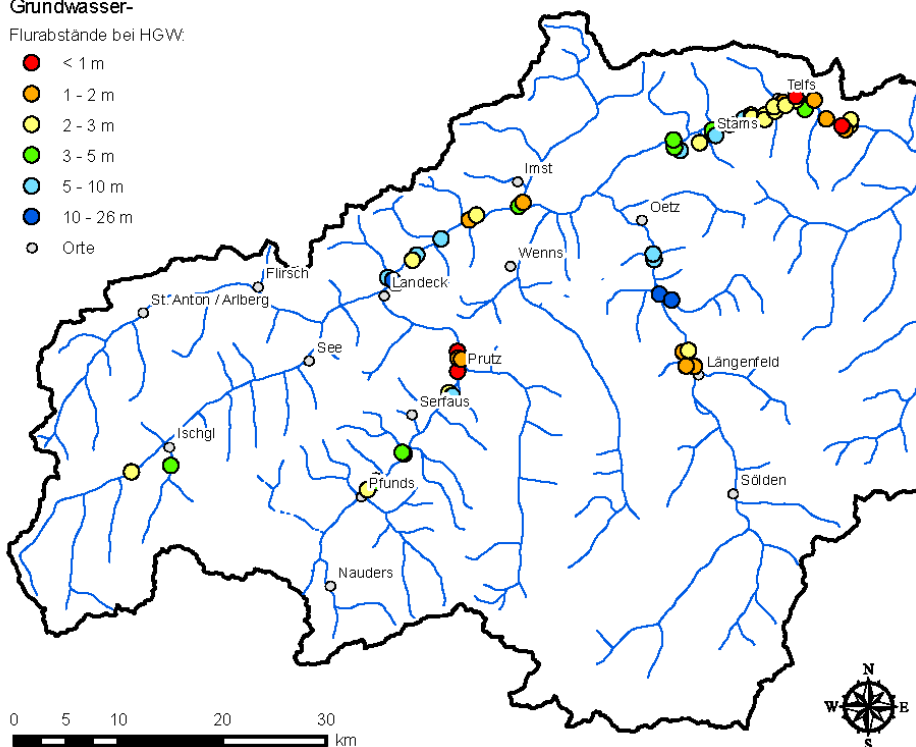 Grundwasser-
Flurabstände bei HGW:
< 1 m
1 - 2 m
2 - 3 m
3 - 5 m
5 - 10 m
10 - 26 m
Orte
Telfs
Stams
Imst
Oetz
Wenns
Flirsch
Landeck
St. Anton / Arlberg
See
Prutz
Längenfeld
Serfaus
Ischgl
Pfunds
Sölden
Nauders
N
W E
S
0 5 10 20 30
km